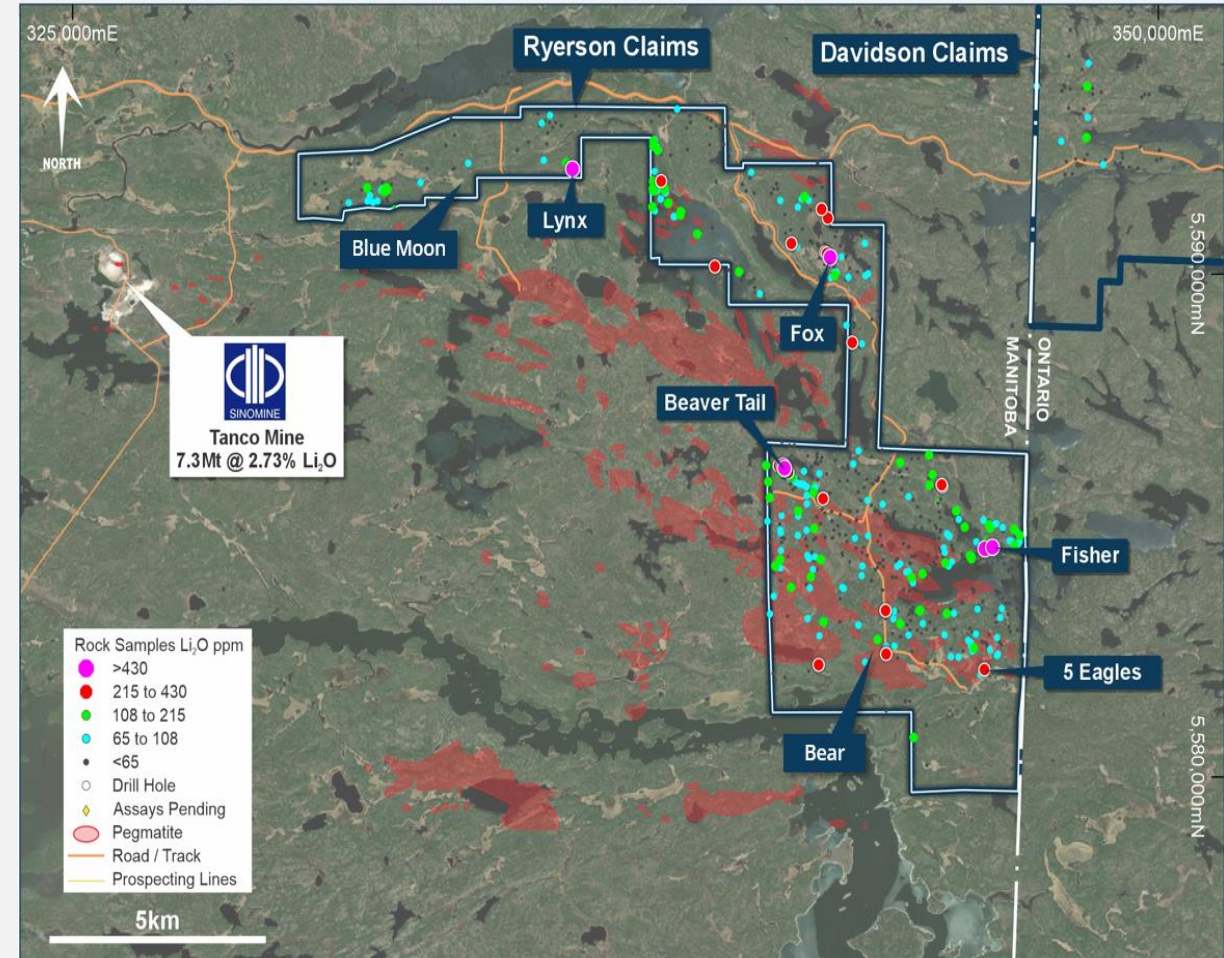 325,000mE
350,000mE
Ryerson Claims
Davidson Claims
NORTH
Lynx
Blue Moon
5,590,000mN
Fox
ONTARIO
MANITOBA
SINOMINE
Tanco Mine
7.3Mt @ 2.73% Li₂O
Beaver Tail
Fisher
5 Eagles
Bear
5,580,000mN
Rock Samples Li₂O ppm
>430
215 to 430
108 to 215
65 to 108
<65
Drill Hole
Assays Pending
Pegmatite
Road / Track
Prospecting Lines
5km